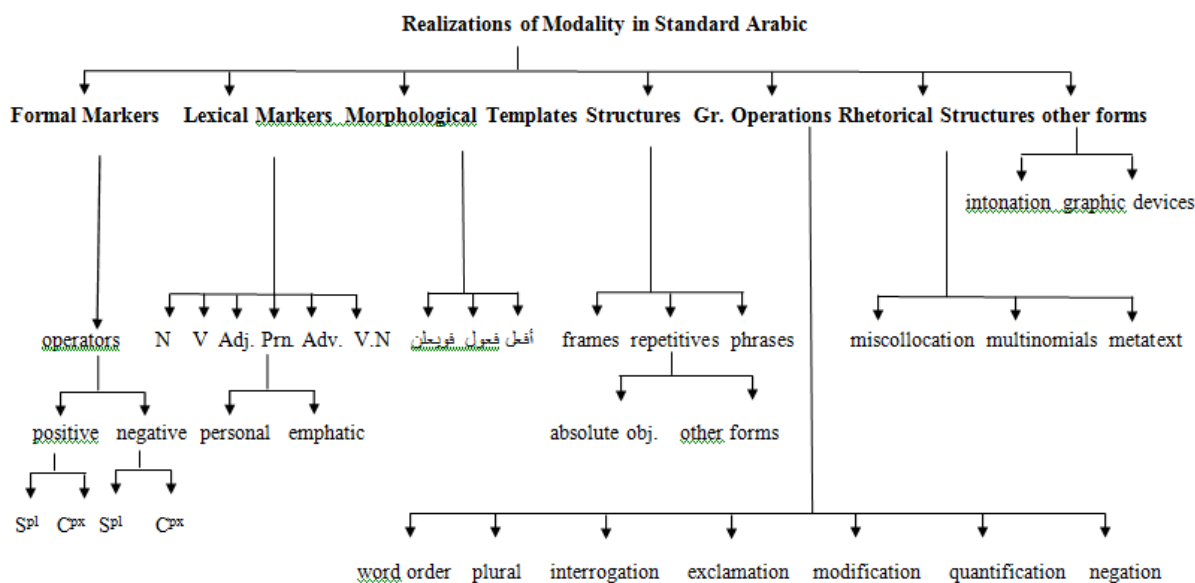 Realizations of Modality in Standard Arabic
Formal Markers Lexical Markers Morphological Templates Structures Gr. Operations Rhetorical Structures other forms
intonation graphic devices
operators N V Adj. Prn. Adv. V.N أفعل فعول فويعلن frames repetitives phrases miscollocation multinomials metatext
positive negative personal emphatic absolute obj. other forms
Spl Cpx Spl Cpx
word order plural interrogation exclamation modification quantification negation